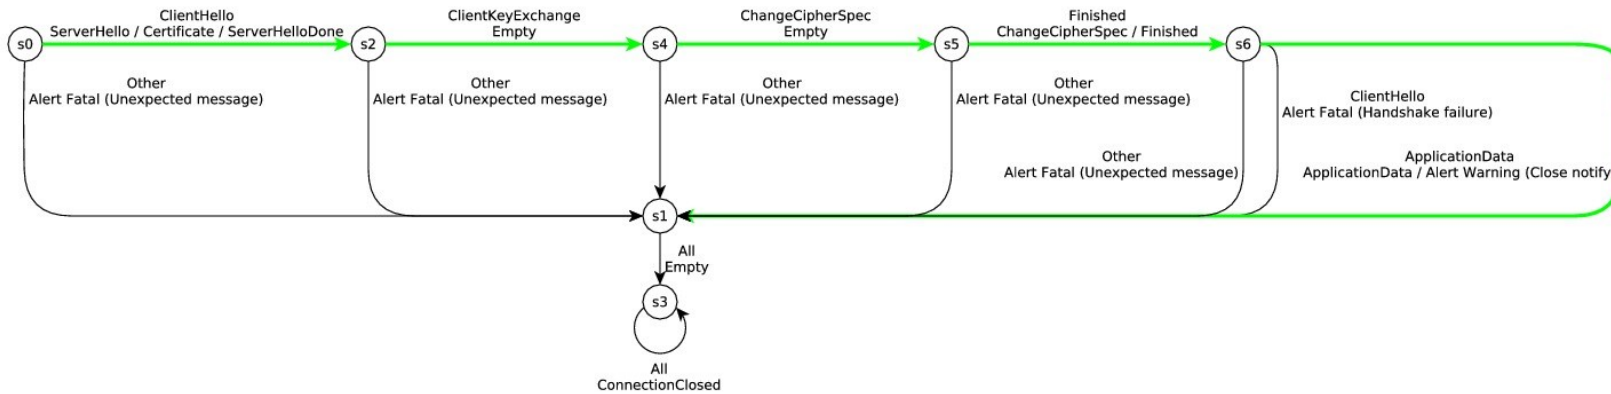 ClientHello
ServerHello / Certificate / ServerHelloDone
ClientKeyExchange
Empty
ChangeCipherSpec
Empty
Finished
ChangeCipherSpec / Finished
s0
s2
s4
s5
s6
Other
Alert Fatal (Unexpected message)
Other
Alert Fatal (Unexpected message)
Other
Alert Fatal (Unexpected message)
Other
Alert Fatal (Unexpected message)
ClientHello
Alert Fatal (Handshake failure)
Other
Alert Fatal (Unexpected message)
ApplicationData
ApplicationData / Alert Warning (Close notify
s1
All
Empty
s3
All
ConnectionClosed